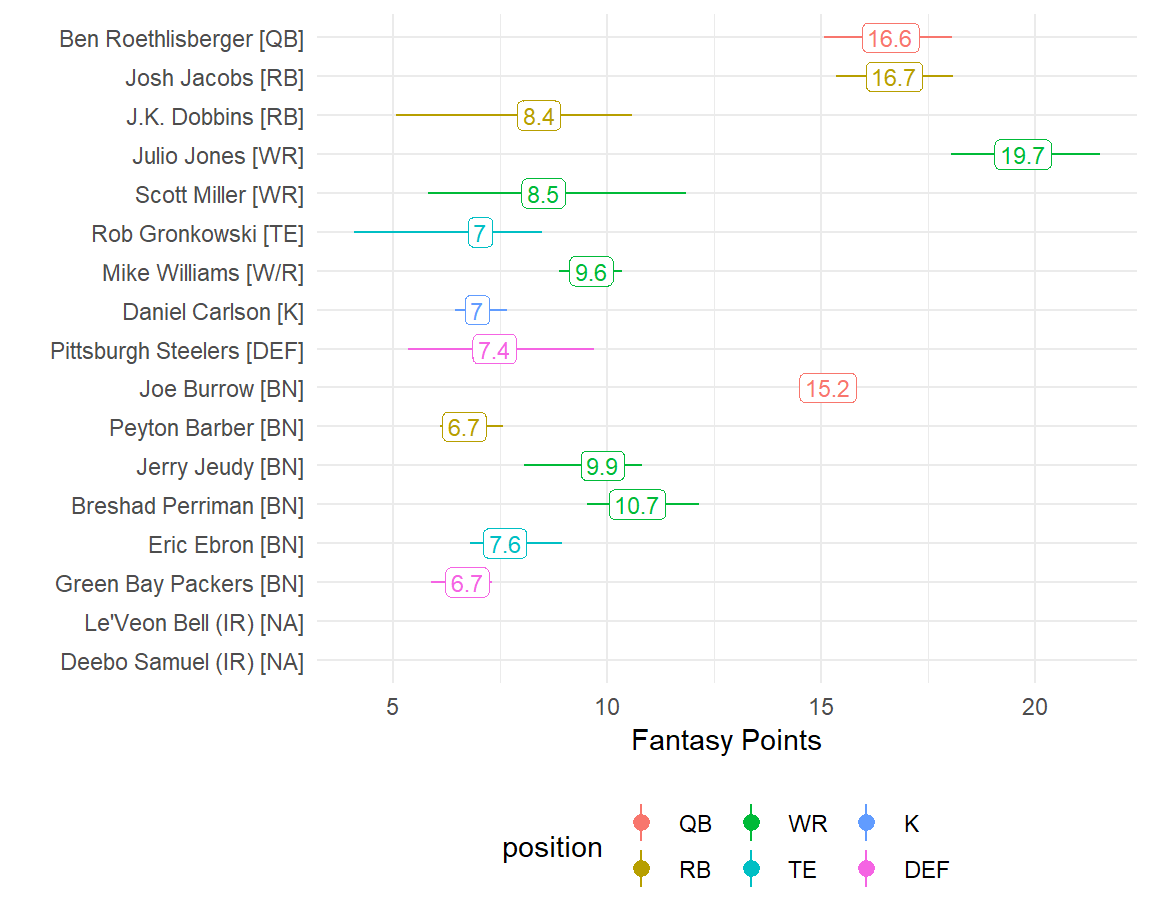 Ben Roethlisberger [QB] 16.6
Josh Jacobs [RB] 16.7
J.K. Dobbins [RB] 8.4
Julio Jones [WR] 19.7
Scott Miller [WR] 8.5
Rob Gronkowski [TE] 7
Mike Williams [W/R] 9.6
Daniel Carlson [K] 7
Pittsburgh Steelers [DEF] 7.4
Joe Burrow [BN] 15.2
Peyton Barber [BN] 6.7
Jerry Jeudy [BN] 9.9
Breshad Perriman [BN] 10.7
Eric Ebron [BN] 7.6
Green Bay Packers [BN] 6.7
Le'Veon Bell (IR) [NA]
Deebo Samuel (IR) [NA]
5 10 15 20
Fantasy Points
position
QB WR K
RB TE DEF